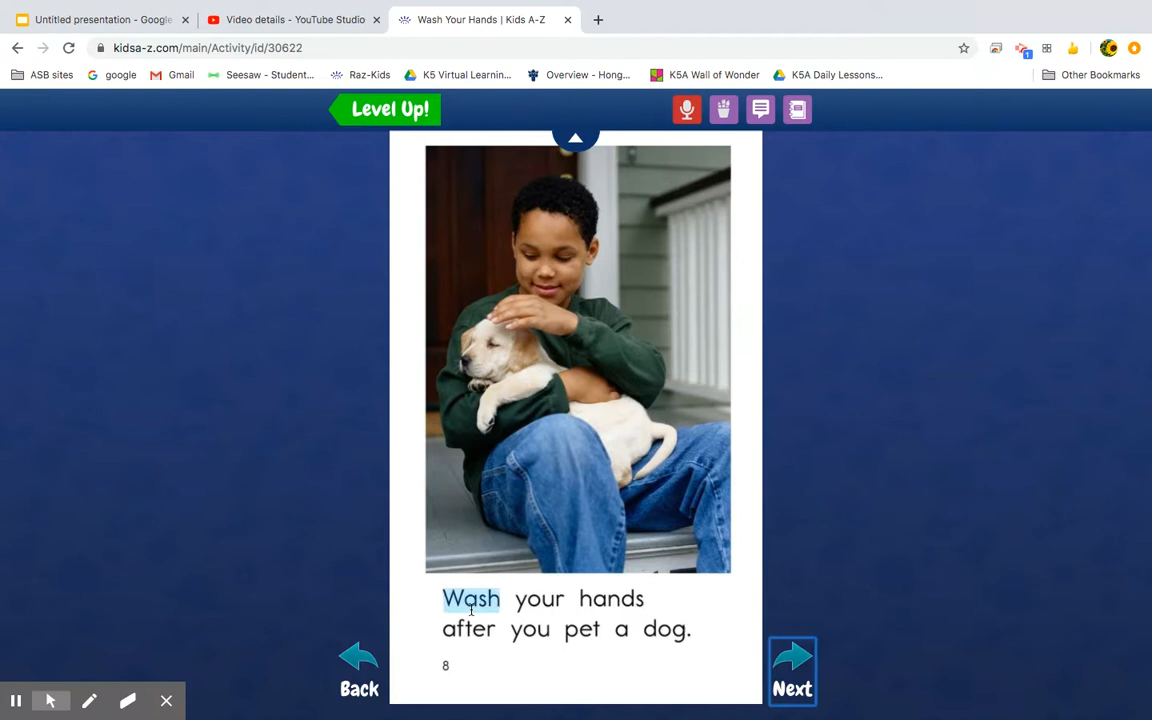 Untitled presentation - Google
Video details - YouTube Studio
Wash Your Hands | Kids A-Z
kidsa-z.com/main/Activity/id/30622
1
ASB sites
google
Gmail
Seesaw - Student...
Raz-Kids
K5 Virtual Learnin...
Overview - Hong...
K5A Wall of Wonder
K5A Daily Lessons...
Other Bookmarks
Level Up!
Wash your hands
after you pet a dog.
8
Back
Next